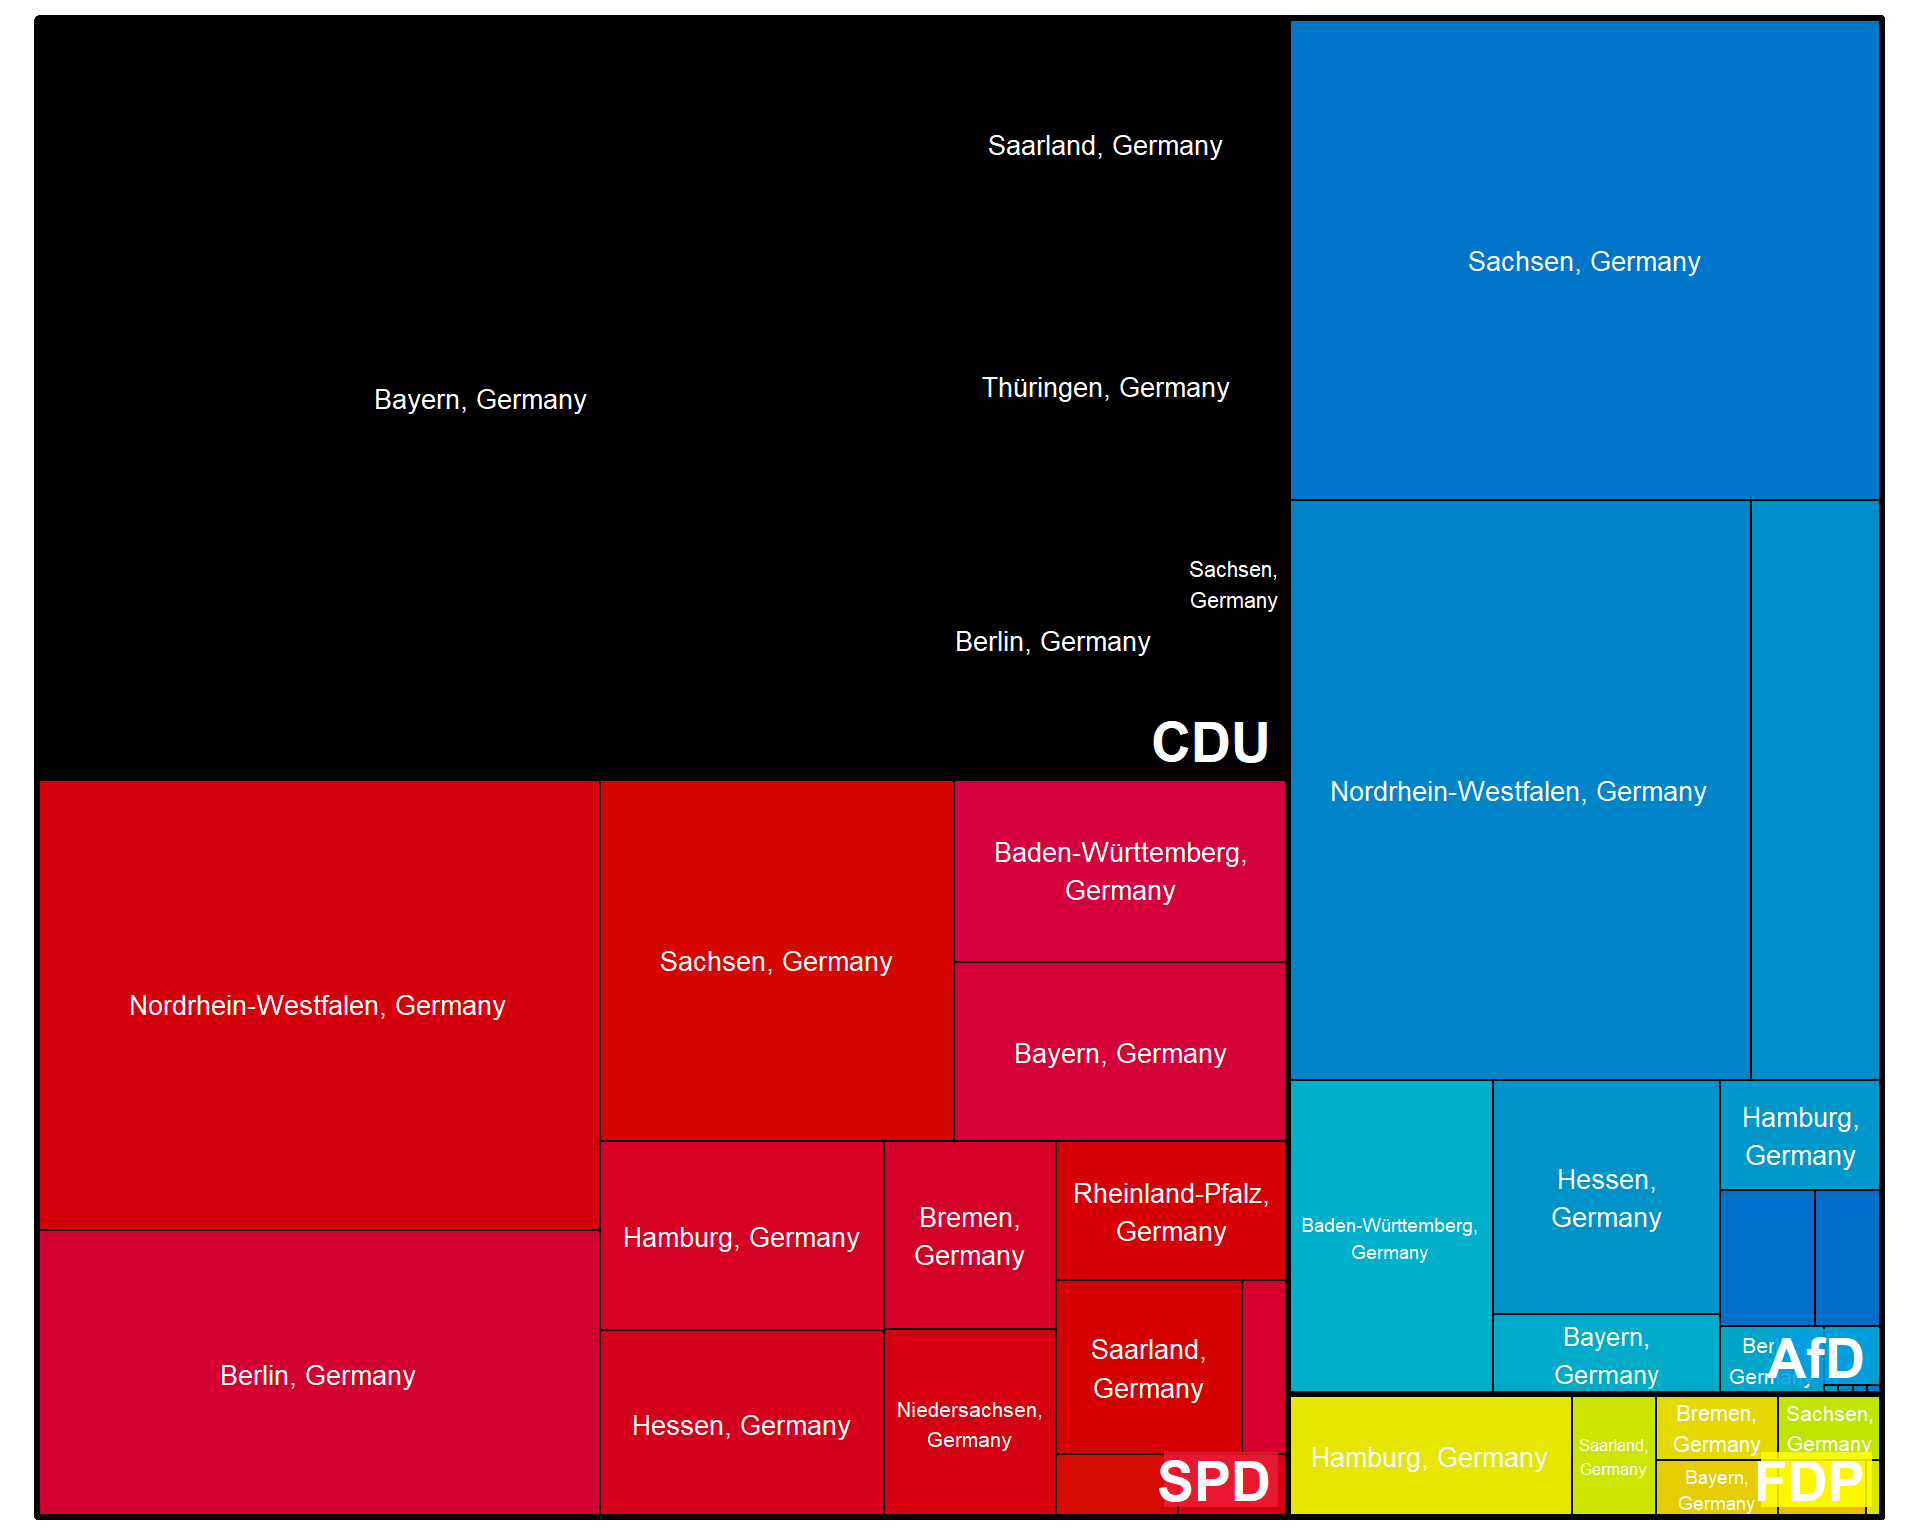 Saarland, Germany
Thüringen, Germany
Bayern, Germany
Sachsen,
Germany
Berlin, Germany
CDU
Nordrhein-Westfalen, Germany
Berlin, Germany
Sachsen, Germany
Baden-Württemberg,
Germany
Bayern, Germany
Hamburg, Germany
Hessen, Germany
Bremen,
Germany
Niedersachsen,
Germany
Rheinland-Pfalz,
Germany
Saarland,
Germany
SPD
Sachsen, Germany
Nordrhein-Westfalen, Germany
Baden-Württemberg,
Germany
Hessen,
Germany
Bayern,
Germany
Hamburg,
Germany
AfD
Hamburg, Germany
Saarland,
Germany
Bremen,
Germany
Bayern,
Germany
Sachsen,
Germany
FDP